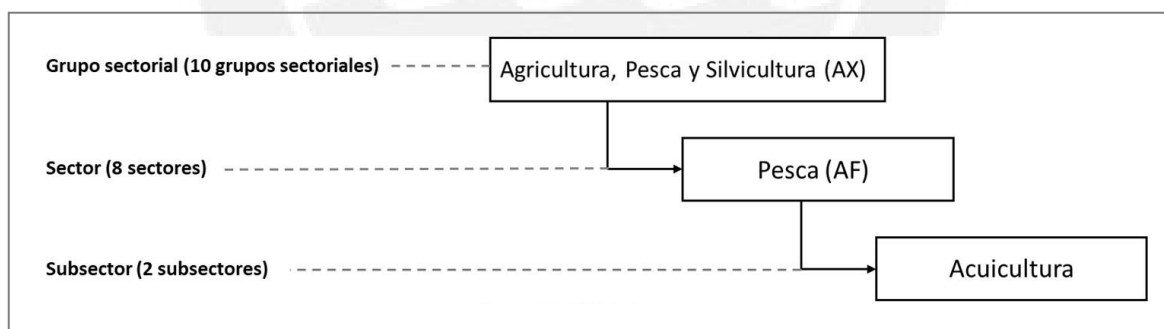 Grupo sectorial (10 grupos sectoriales)
Agricultura, Pesca y Silvicultura (AX)
Sector (8 sectores)
Pesca (AF)
Subsector (2 subsectores)
Acuicultura